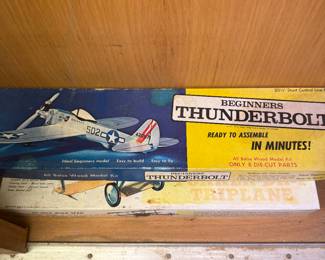 BEGINNERS
THUNDERBOLT
READY TO ASSEMBLE
IN MINUTES!
502
Ideal beginners model Easy to build Easy to fly
All Balsa Wood Model Kit
ONLY 6 DIE-CUT PARTS
All Balsa Wood Model Kit
BEGINNERS
THUNDERBOLT
TRIPLANE